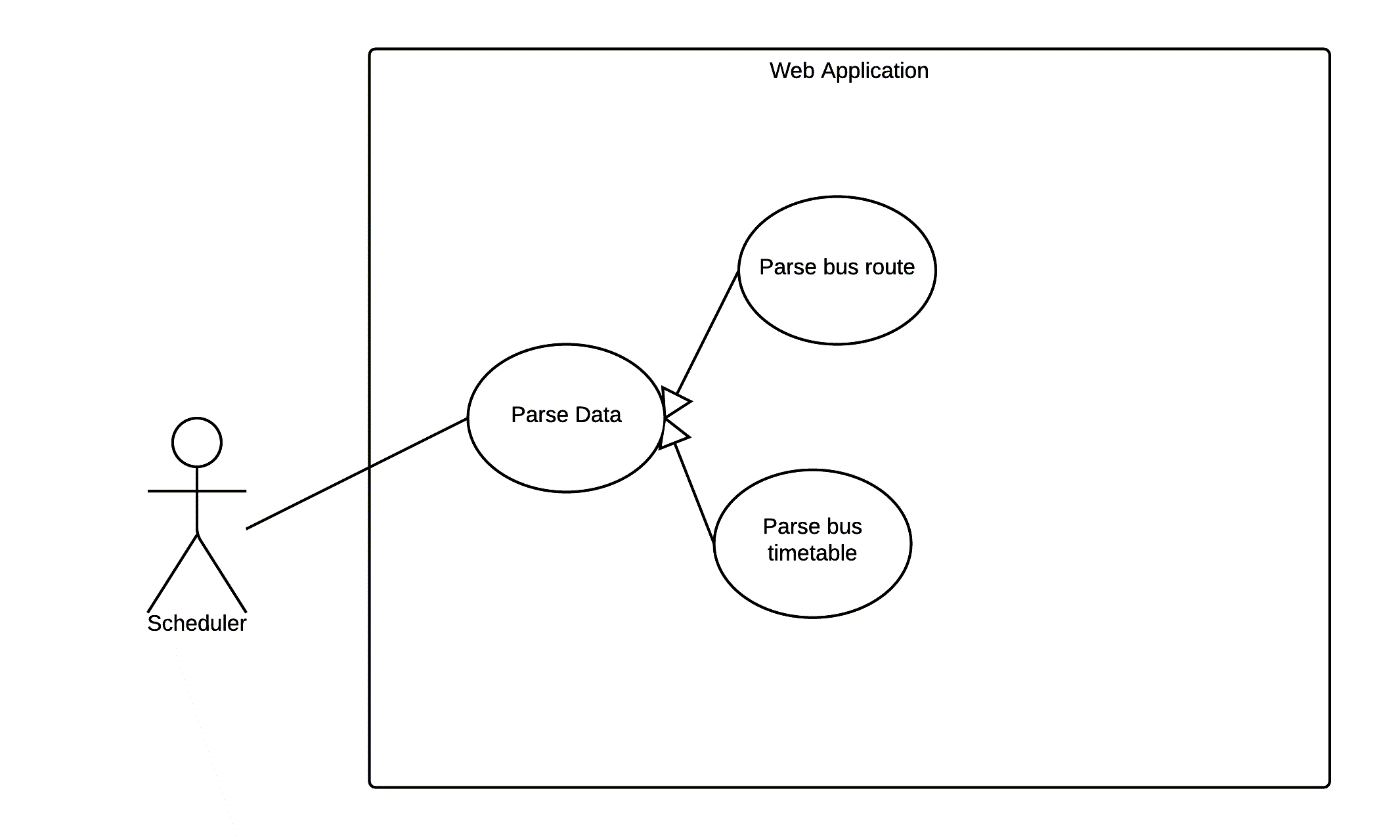 Web Application
Parse bus route
Parse Data
Parse bus
timetable
Scheduler